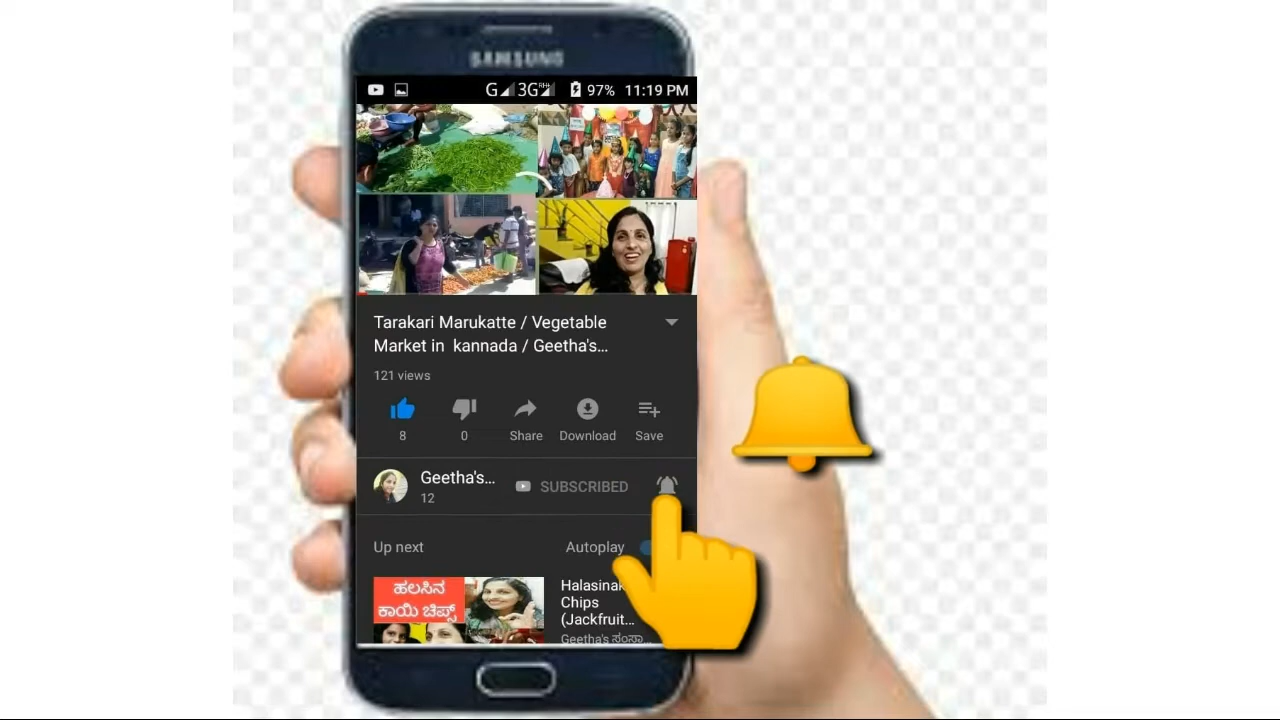 SAMSUNG
G 3G 97% 11:19 PM
Tarakari Marukatte / Vegetable
Market in kannada / Geetha's...
121 views
8 0 Share Download Save
Geetha's...
SUBSCRIBED
12
Up next Autoplay
ಹಲಸಿನ
ಕಾಯಿ ಚಿಪ್ಸ್
Chips
(Jackfruit...
Geetha's ಸಂಸಾ...